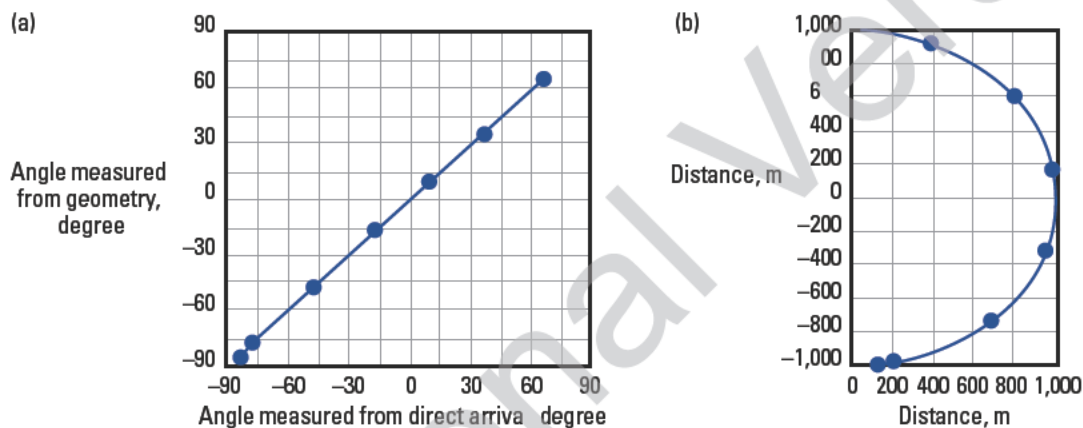 (a)
90
60
30
0
–30
–60
–90
Angle measured
from geometry,
degree
–90 –60 –30 0 30 60 90
Angle measured from direct arriva degree
(b)
1,000
00
6
400
200
0
–200
–400
–600
–800
–1,000
Distance, m
0 200 400 600 800 1,000
Distance, m